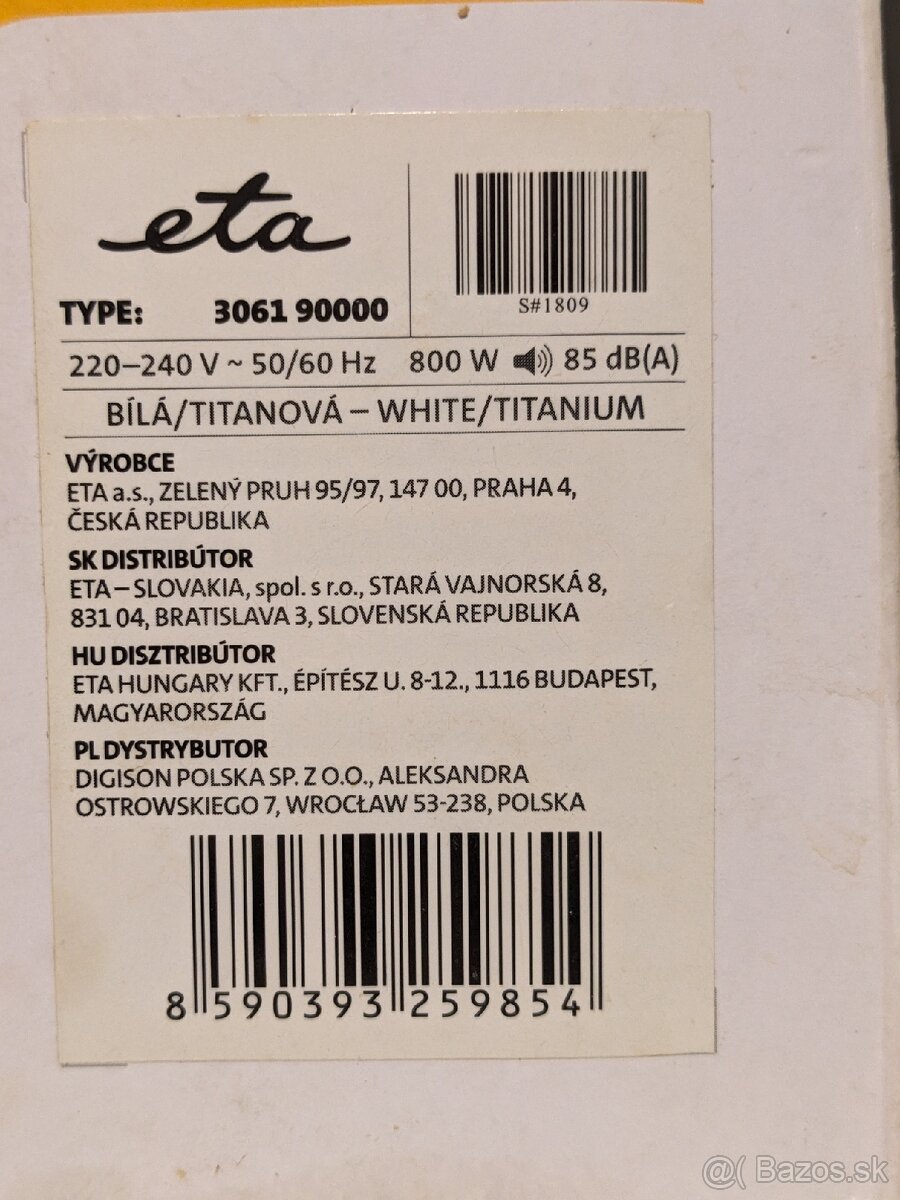 eta
S#1809
TYPE: 3061 90000
220–240 V ~ 50/60 Hz 800 W 85 dB(A)
BÍLÁ/TITANOVÁ – WHITE/TITANIUM
VÝROBCE
ETA a.s., ZELENÝ PRUH 95/97, 147 00, PRAHA 4,
ČESKÁ REPUBLIKA
SK DISTRIBÚTOR
ETA – SLOVAKIA, spol. s r.o., STARÁ VAJNORSKÁ 8,
831 04, BRATISLAVA 3, SLOVENSKÁ REPUBLIKA
HU DISZTRIBÚTOR
ETA HUNGARY KFT., ÉPÍTÉSZ U. 8-12., 1116 BUDAPEST,
MAGYARORSZÁG
PL DYSTRYBUTOR
DIGISON POLSKA SP. Z O.O., ALEKSANDRA
OSTROWSKIEGO 7, WROCŁAW 53-238, POLSKA
8 590393 259854
@( Bazos.sk